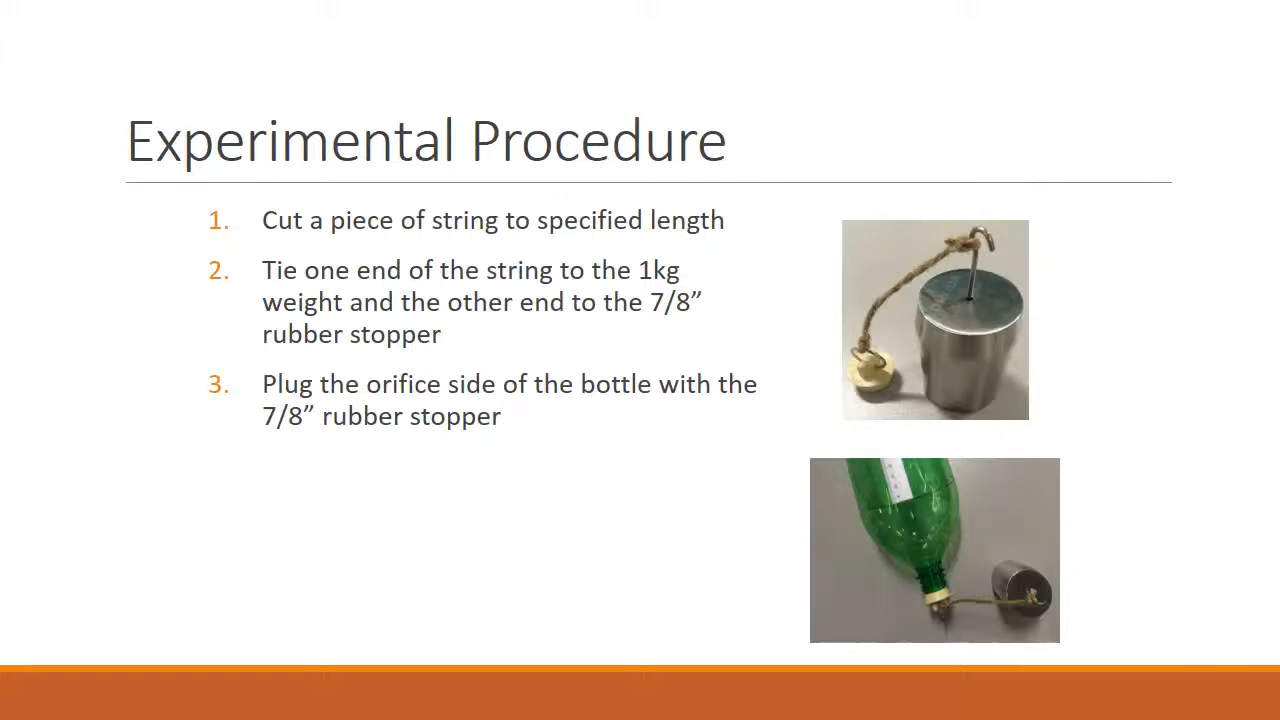 Experimental Procedure
1. Cut a piece of string to specified length
2. Tie one end of the string to the 1kg
weight and the other end to the 7/8”
rubber stopper
3. Plug the orifice side of the bottle with the
7/8” rubber stopper